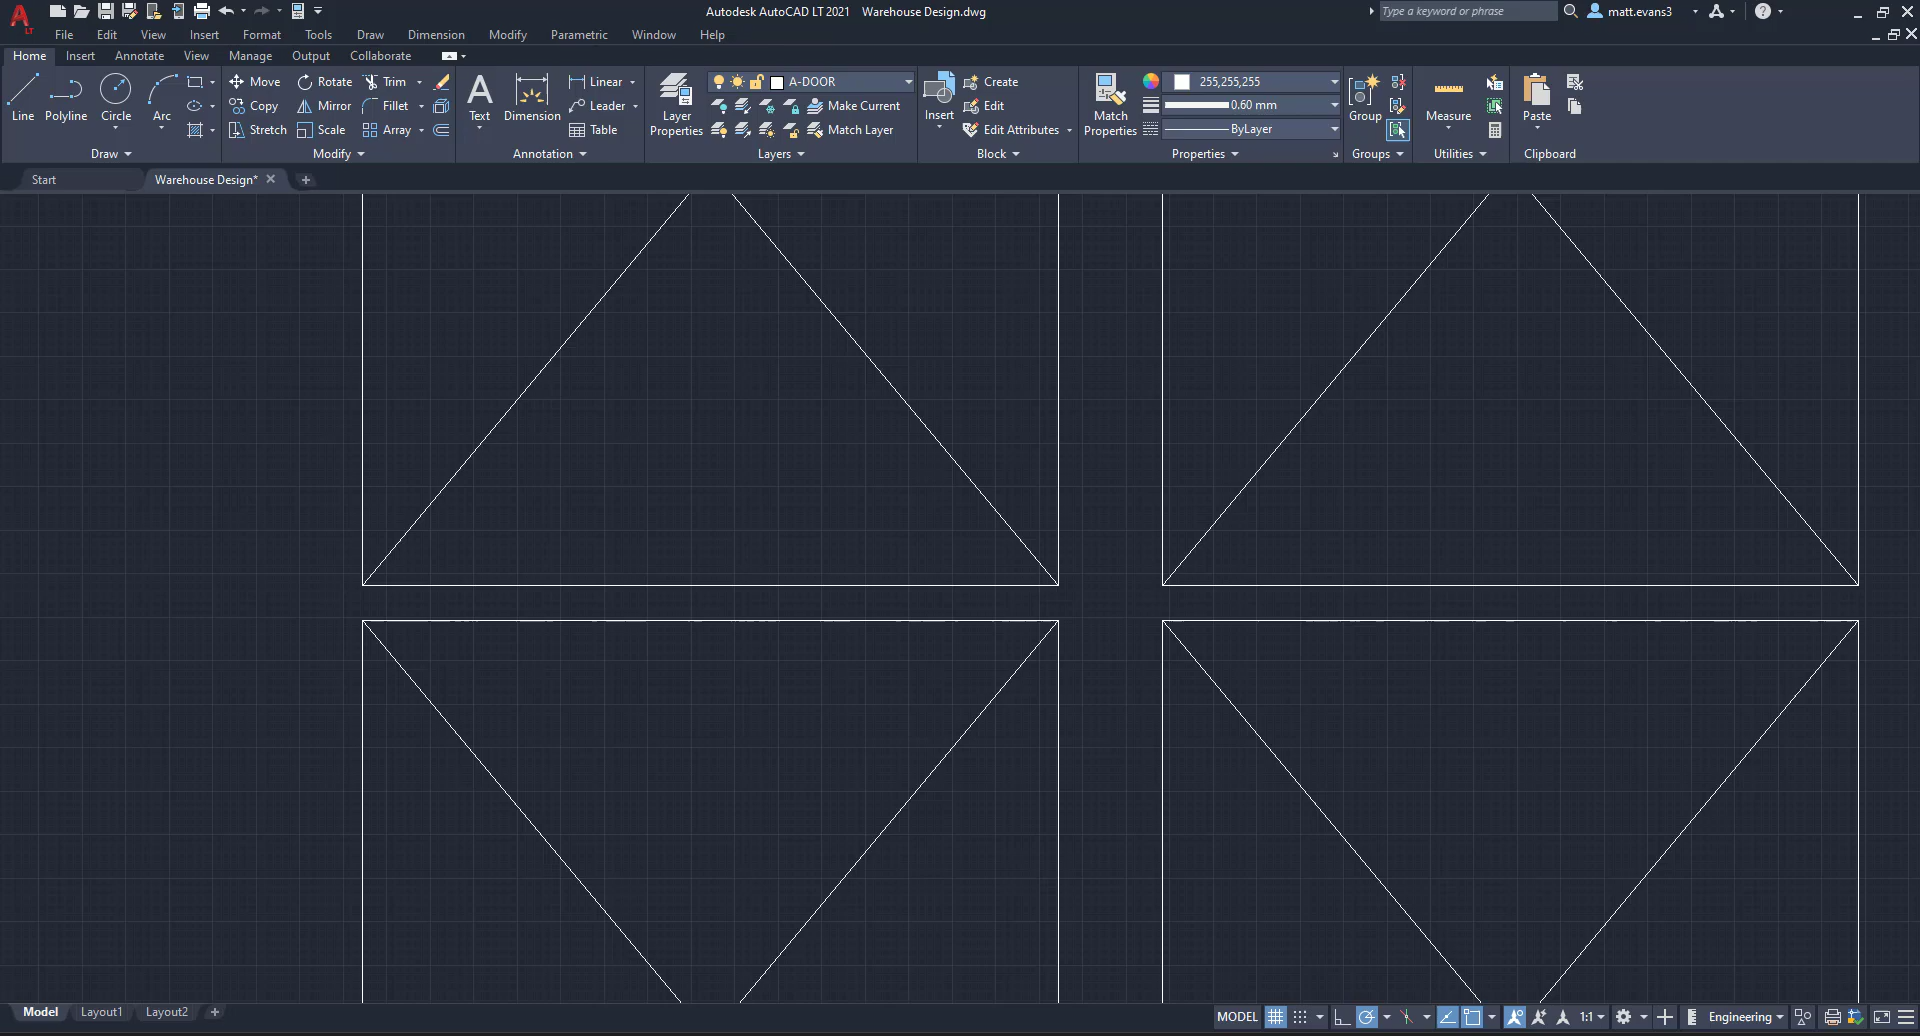 LT
Autodesk AutoCAD LT 2021 Warehouse Design.dwg
Type a keyword or phrase
matt.evans3
File Edit View Insert Format Tools Draw Dimension Modify Parametric Window Help
Home Insert Annotate View Manage Output Collaborate
Line Polyline Circle Arc
Move Rotate Trim
Copy Mirror Fillet
Stretch Scale Array
Text Dimension
Linear
Leader
Table
Layer Properties
A-DOOR
Make Current
Match Layer
Insert
Create
Edit
Edit Attributes
Match Properties
255,255,255
0.60 mm
ByLayer
Group
Measure
Paste
Draw Modify Annotation Layers Block Properties Groups Utilities Clipboard
Start Warehouse Design*
Model Layout1 Layout2
MODEL 1:1 Engineering